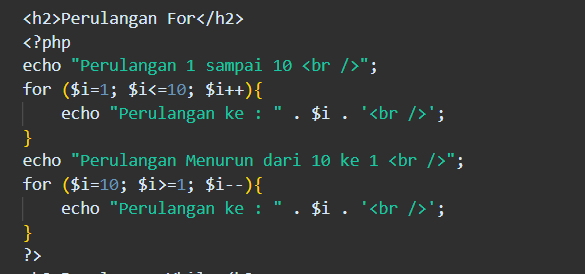 <h2>Perulangan For</h2>
<?php
echo "Perulangan 1 sampai 10 <br />";
for ($i=1; $i<=10; $i++){
    echo "Perulangan ke : " . $i . '<br />';
}
echo "Perulangan Menurun dari 10 ke 1 <br />";
for ($i=10; $i>=1; $i--){
    echo "Perulangan ke : " . $i . '<br />';
}
?>